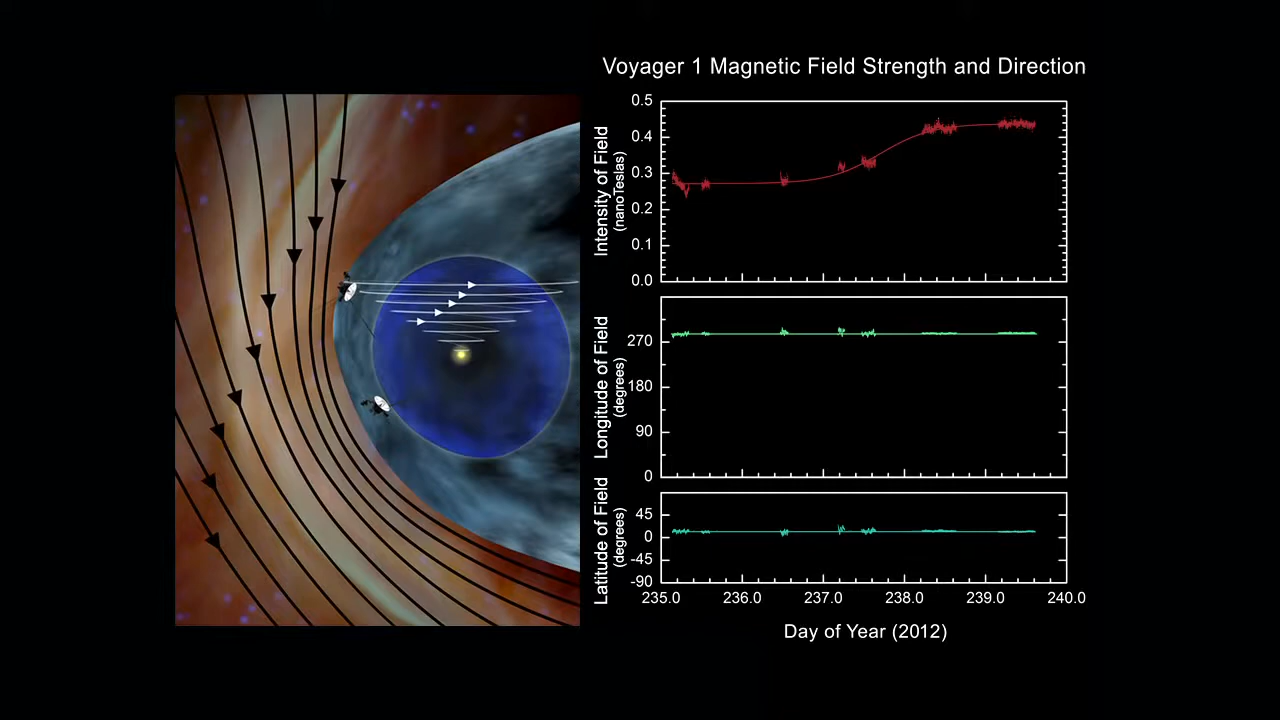 Voyager 1 Magnetic Field Strength and Direction
Intensity of Field
(nanoTeslas)
0.5
0.4
0.3
0.2
0.1
0.0
Longitude of Field
(degrees)
270
180
90
0
Latitude of Field
(degrees)
45
0
-45
-90
235.0 236.0 237.0 238.0 239.0 240.0
Day of Year (2012)